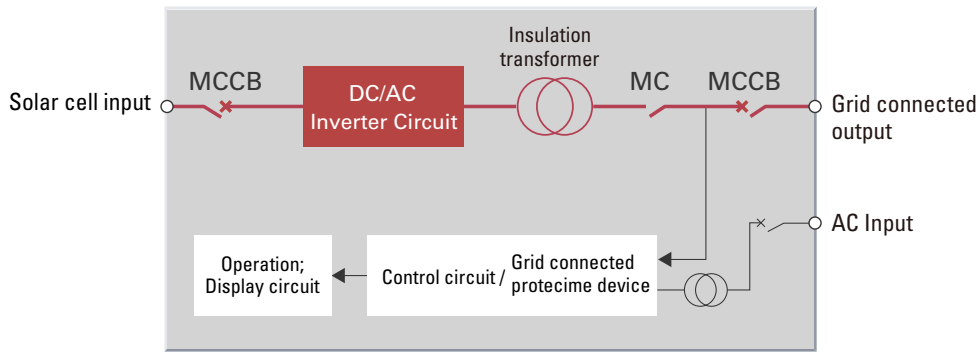 Insulation
transformer
MCCB
MC
MCCB
Solar cell input
DC/AC
Inverter Circuit
Grid connected
output
AC Input
Operation;
Display circuit
Control circuit /
Grid connected
protecime device